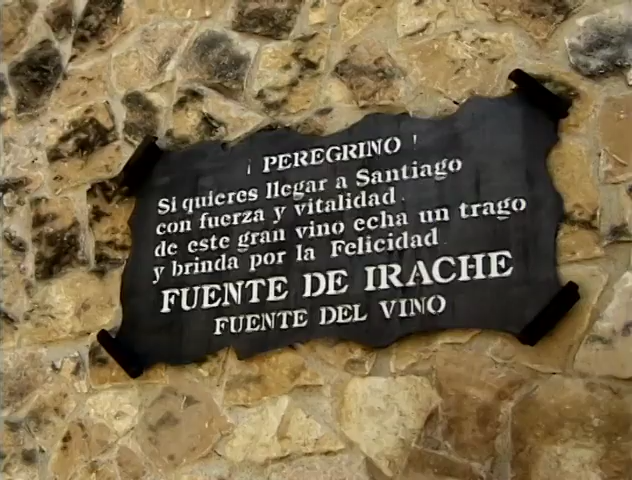 ¡ PEREGRINO !
Si quieres llegar a Santiago
con fuerza y vitalidad
de este gran vino echa un trago
y brinda por la Felicidad
FUENTE DE IRACHE
FUENTE DEL VINO